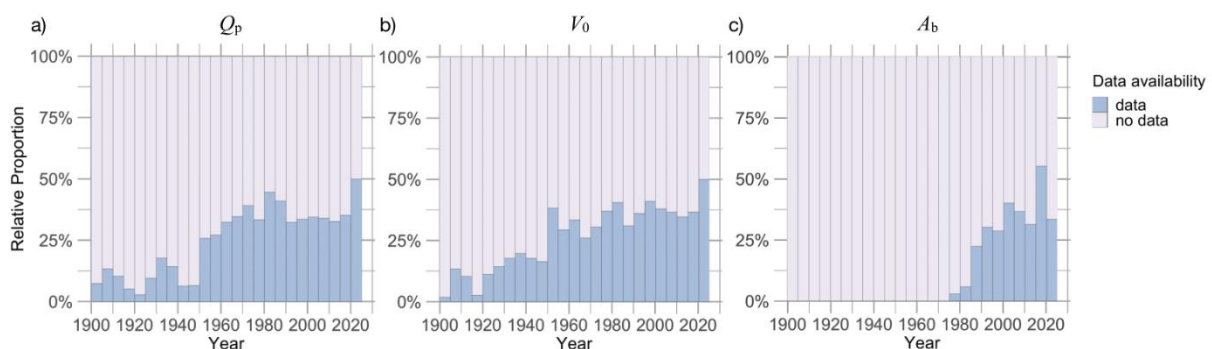 a) Qp b) V0 c) Ab
100% 100% 100%
75% 75% 75%
50% 50% 50%
25% 25% 25%
0% 0% 0%
Relative Proportion
1900 1920 1940 1960 1980 2000 2020 1900 1920 1940 1960 1980 2000 2020 1900 1920 1940 1960 1980 2000 2020
Year Year Year
Data availability
data
no data